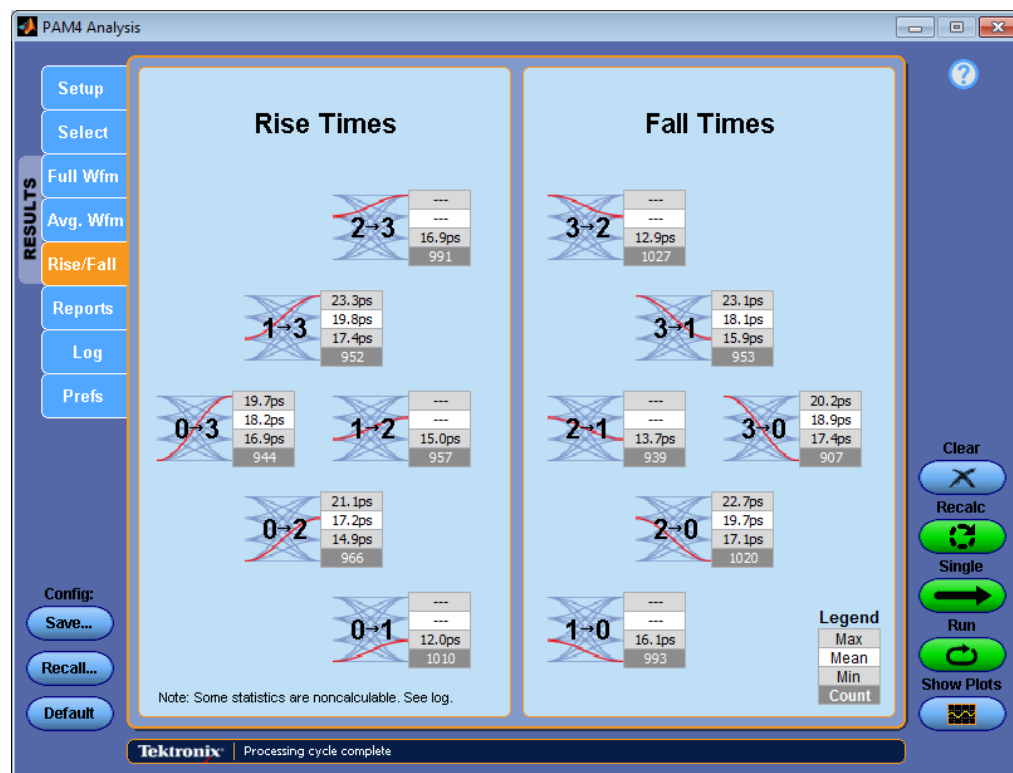 PAM4 Analysis
Setup
Select
Full Wfm
Avg. Wfm
Rise/Fall
Reports
Log
Prefs
RESULTS
Config:
Save...
Recall...
Default
Rise Times
2→3
---
---
16.9ps
991
1→3
23.3ps
19.8ps
17.4ps
952
0→3
19.7ps
18.2ps
16.9ps
944
1→2
---
---
15.0ps
957
0→2
21.1ps
17.2ps
14.9ps
966
0→1
---
---
12.0ps
1010
Note: Some statistics are noncalculable. See log.
Fall Times
3→2
---
---
12.9ps
1027
3→1
23.1ps
18.1ps
15.9ps
953
2→1
---
---
13.7ps
939
3→0
20.2ps
18.9ps
17.4ps
907
2→0
22.7ps
19.7ps
17.1ps
1020
1→0
---
---
16.1ps
993
Legend
Max
Mean
Min
Count
?
Clear
Recalc
Single
Run
Show Plots
Tektronix
Processing cycle complete